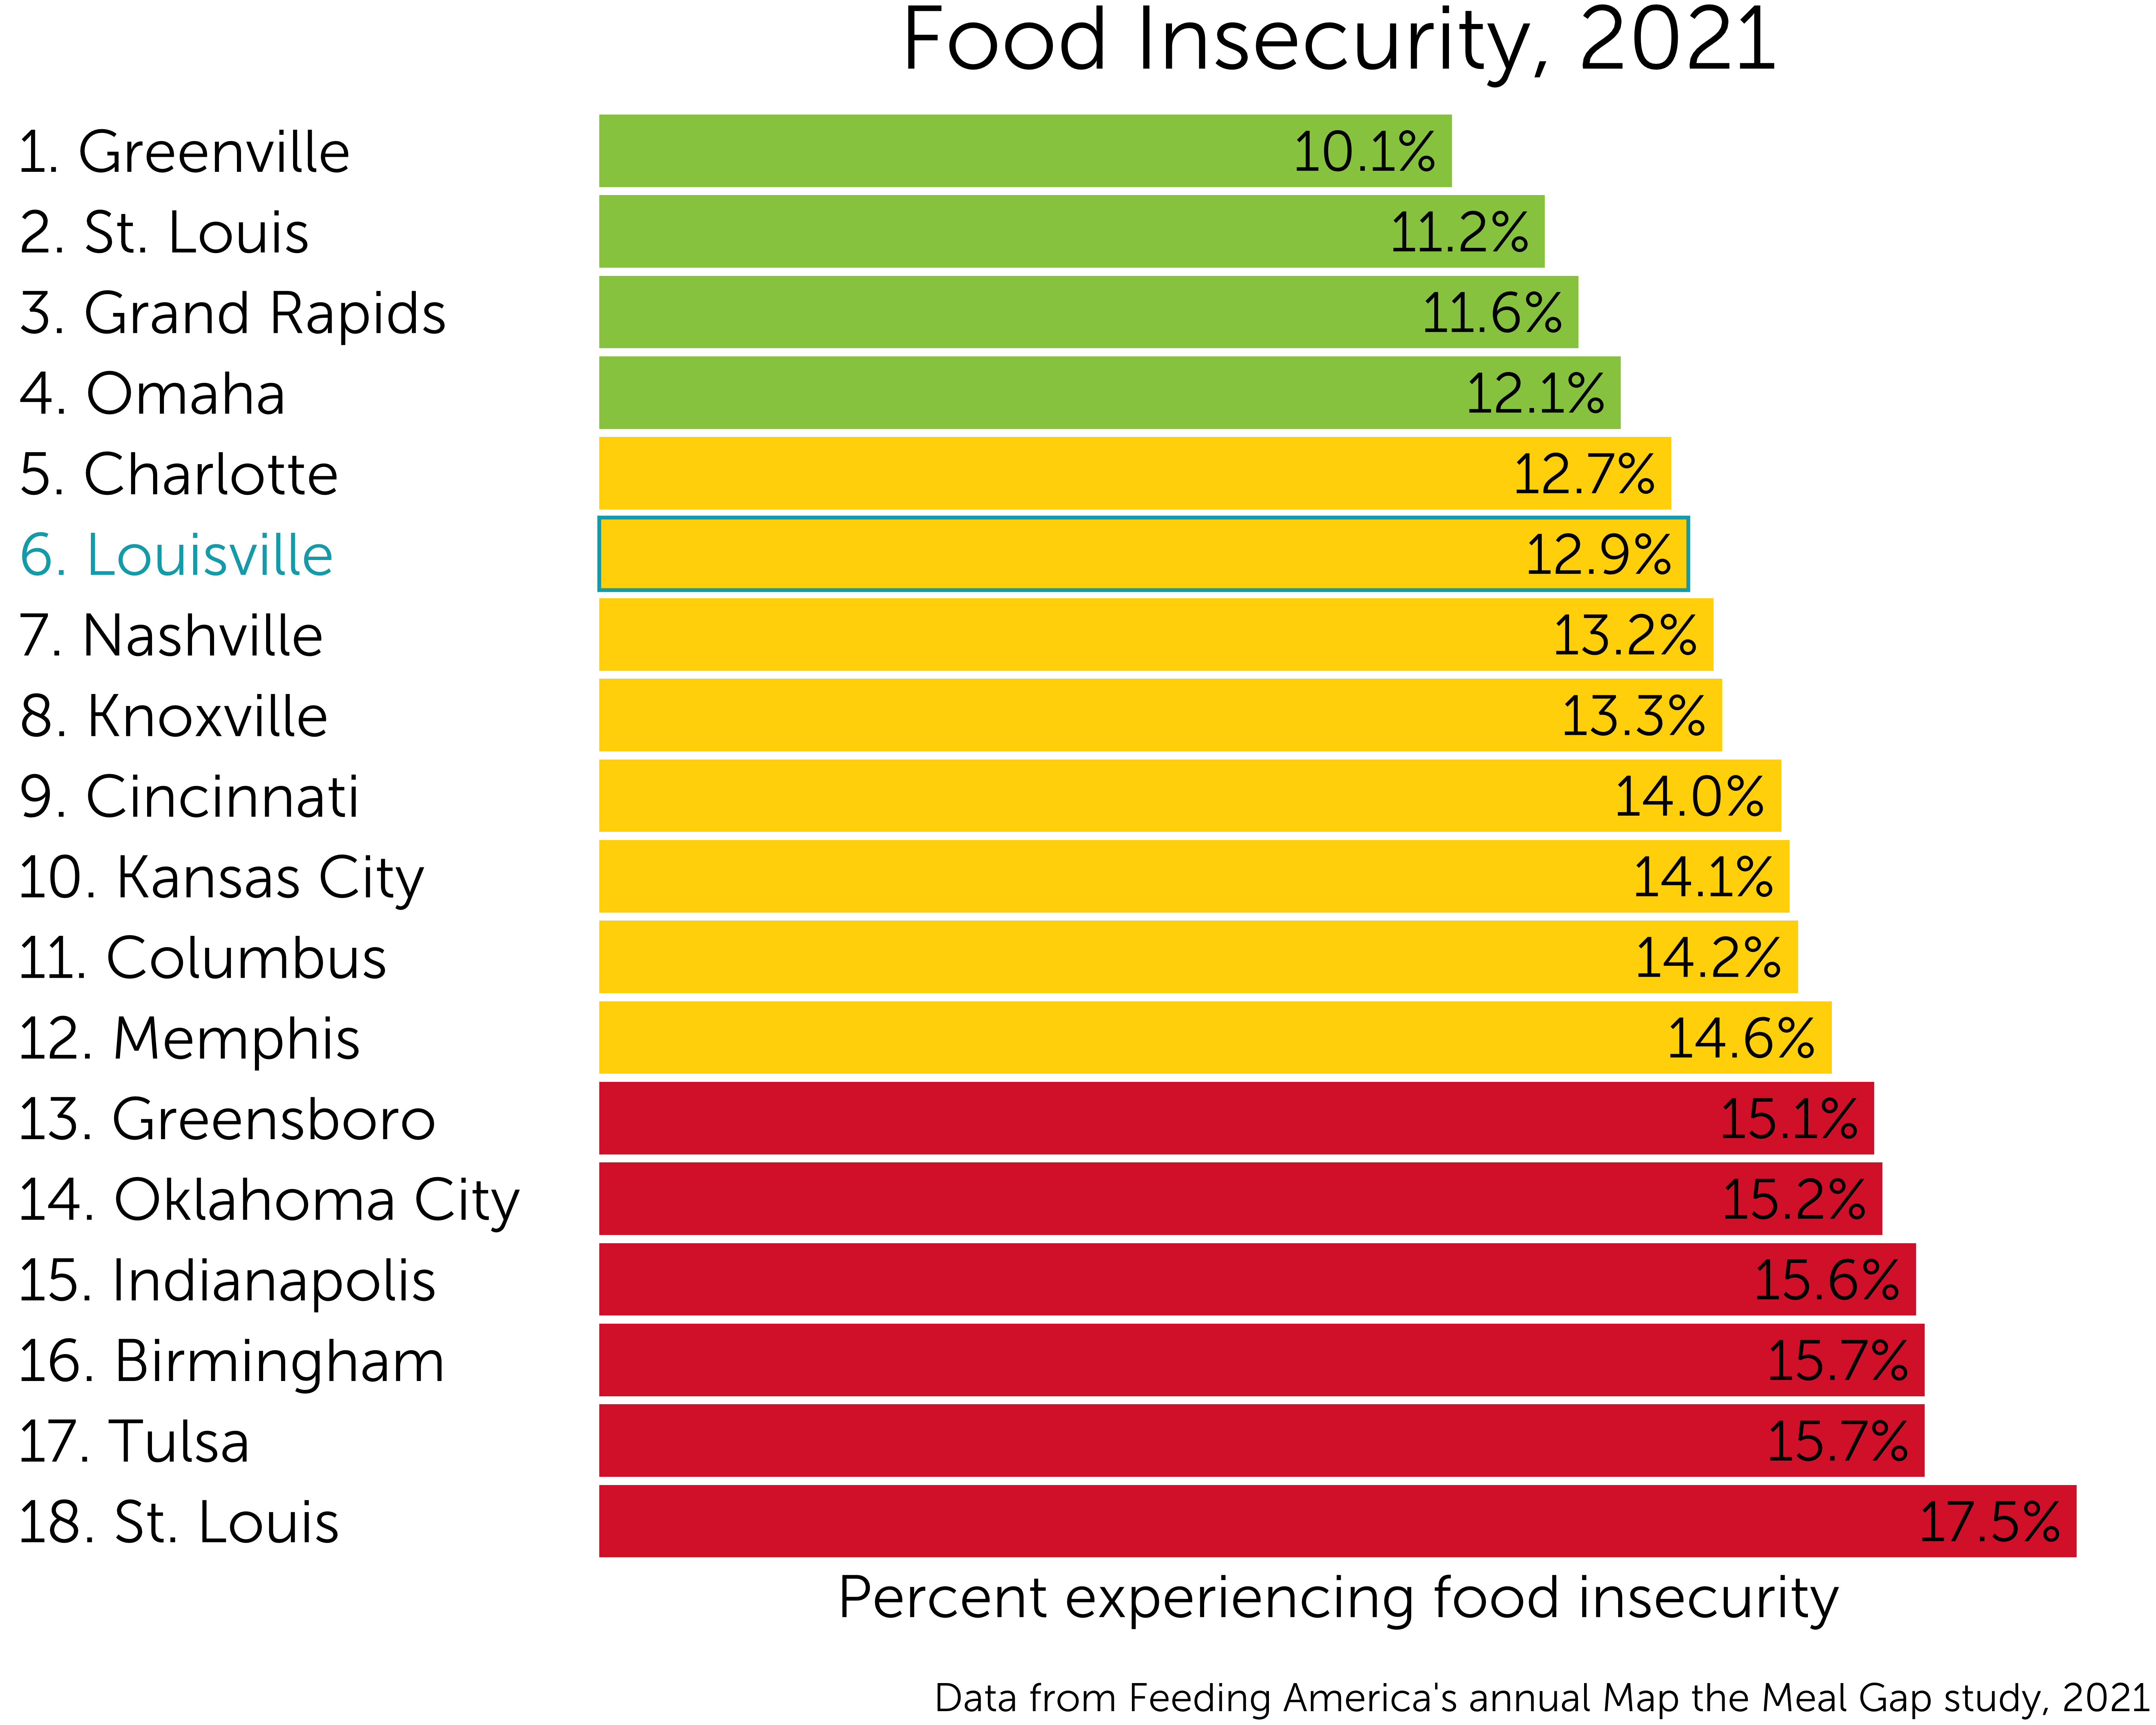 Food Insecurity, 2021
1. Greenville 10.1%
2. St. Louis 11.2%
3. Grand Rapids 11.6%
4. Omaha 12.1%
5. Charlotte 12.7%
6. Louisville 12.9%
7. Nashville 13.2%
8. Knoxville 13.3%
9. Cincinnati 14.0%
10. Kansas City 14.1%
11. Columbus 14.2%
12. Memphis 14.6%
13. Greensboro 15.1%
14. Oklahoma City 15.2%
15. Indianapolis 15.6%
16. Birmingham 15.7%
17. Tulsa 15.7%
18. St. Louis 17.5%
Percent experiencing food insecurity
Data from Feeding America's annual Map the Meal Gap study, 2021